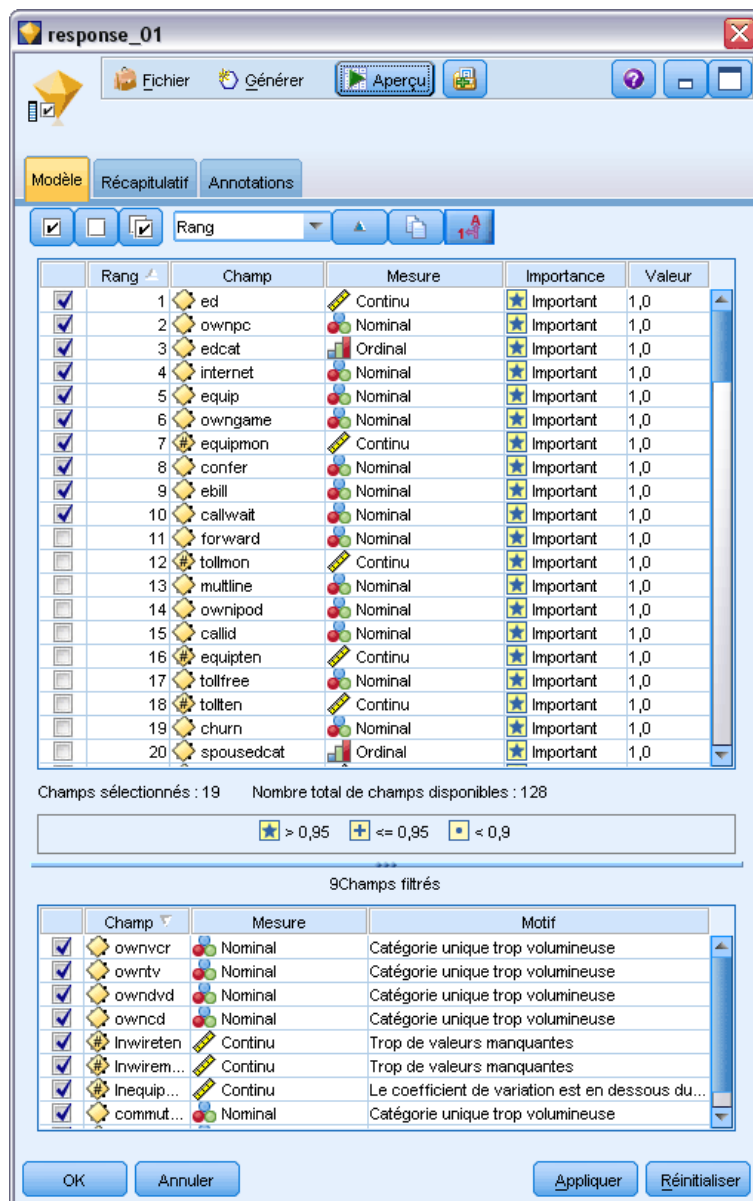 response_01
Fichier Générer Aperçu
Modèle Récapitulatif Annotations
Rang
Rang Champ Mesure Importance Valeur
1 ed Continu Important 1,0
2 ownpc Nominal Important 1,0
3 edcat Ordinal Important 1,0
4 internet Nominal Important 1,0
5 equip Nominal Important 1,0
6 owngame Nominal Important 1,0
7 equipmon Continu Important 1,0
8 confer Nominal Important 1,0
9 ebill Nominal Important 1,0
10 callwait Nominal Important 1,0
11 forward Nominal Important 1,0
12 tollmon Continu Important 1,0
13 multline Nominal Important 1,0
14 ownipod Nominal Important 1,0
15 callid Nominal Important 1,0
16 equipten Continu Important 1,0
17 tollfree Nominal Important 1,0
18 tollten Continu Important 1,0
19 churn Nominal Important 1,0
20 spousedcat Ordinal Important 1,0
Champs sélectionnés : 19 Nombre total de champs disponibles : 128
> 0,95 <= 0,95 < 0,9
9Champs filtrés
Champ Mesure Motif
ownvcr Nominal Catégorie unique trop volumineuse
owntv Nominal Catégorie unique trop volumineuse
owndvd Nominal Catégorie unique trop volumineuse
owncd Nominal Catégorie unique trop volumineuse
lnwireten Continu Trop de valeurs manquantes
lnwirem... Continu Trop de valeurs manquantes
lnequip... Continu Le coefficient de variation est en dessous du...
commut... Nominal Catégorie unique trop volumineuse
OK Annuler Appliquer Réinitialiser